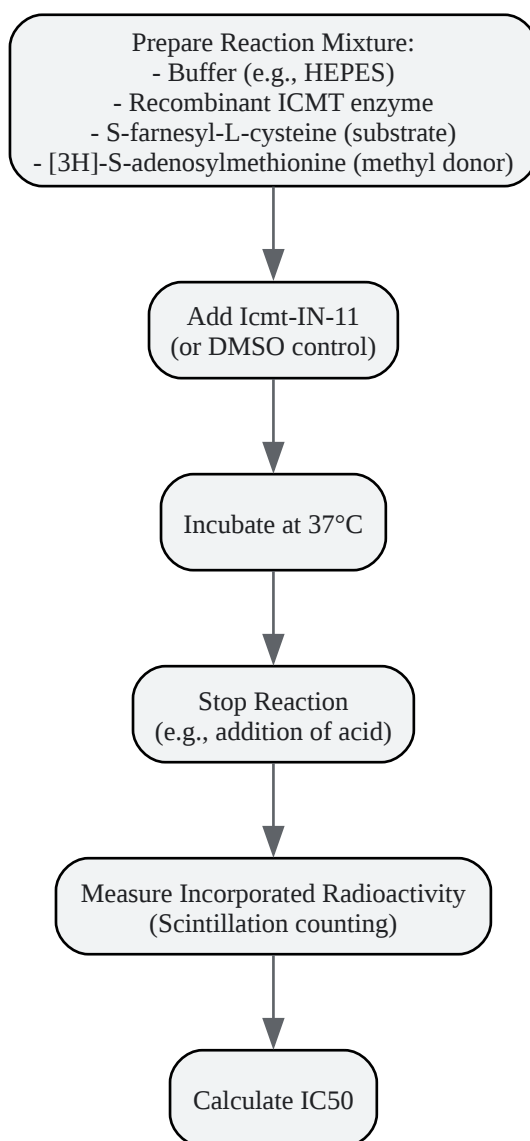 Prepare Reaction Mixture:
- Buffer (e.g., HEPES)
- Recombinant ICMT enzyme
- S-farnesyl-L-cysteine (substrate)
- [3H]-S-adenosylmethionine (methyl donor)
Add Icmt-IN-11
(or DMSO control)
Incubate at 37°C
Stop Reaction
(e.g., addition of acid)
Measure Incorporated Radioactivity
(Scintillation counting)
Calculate IC50